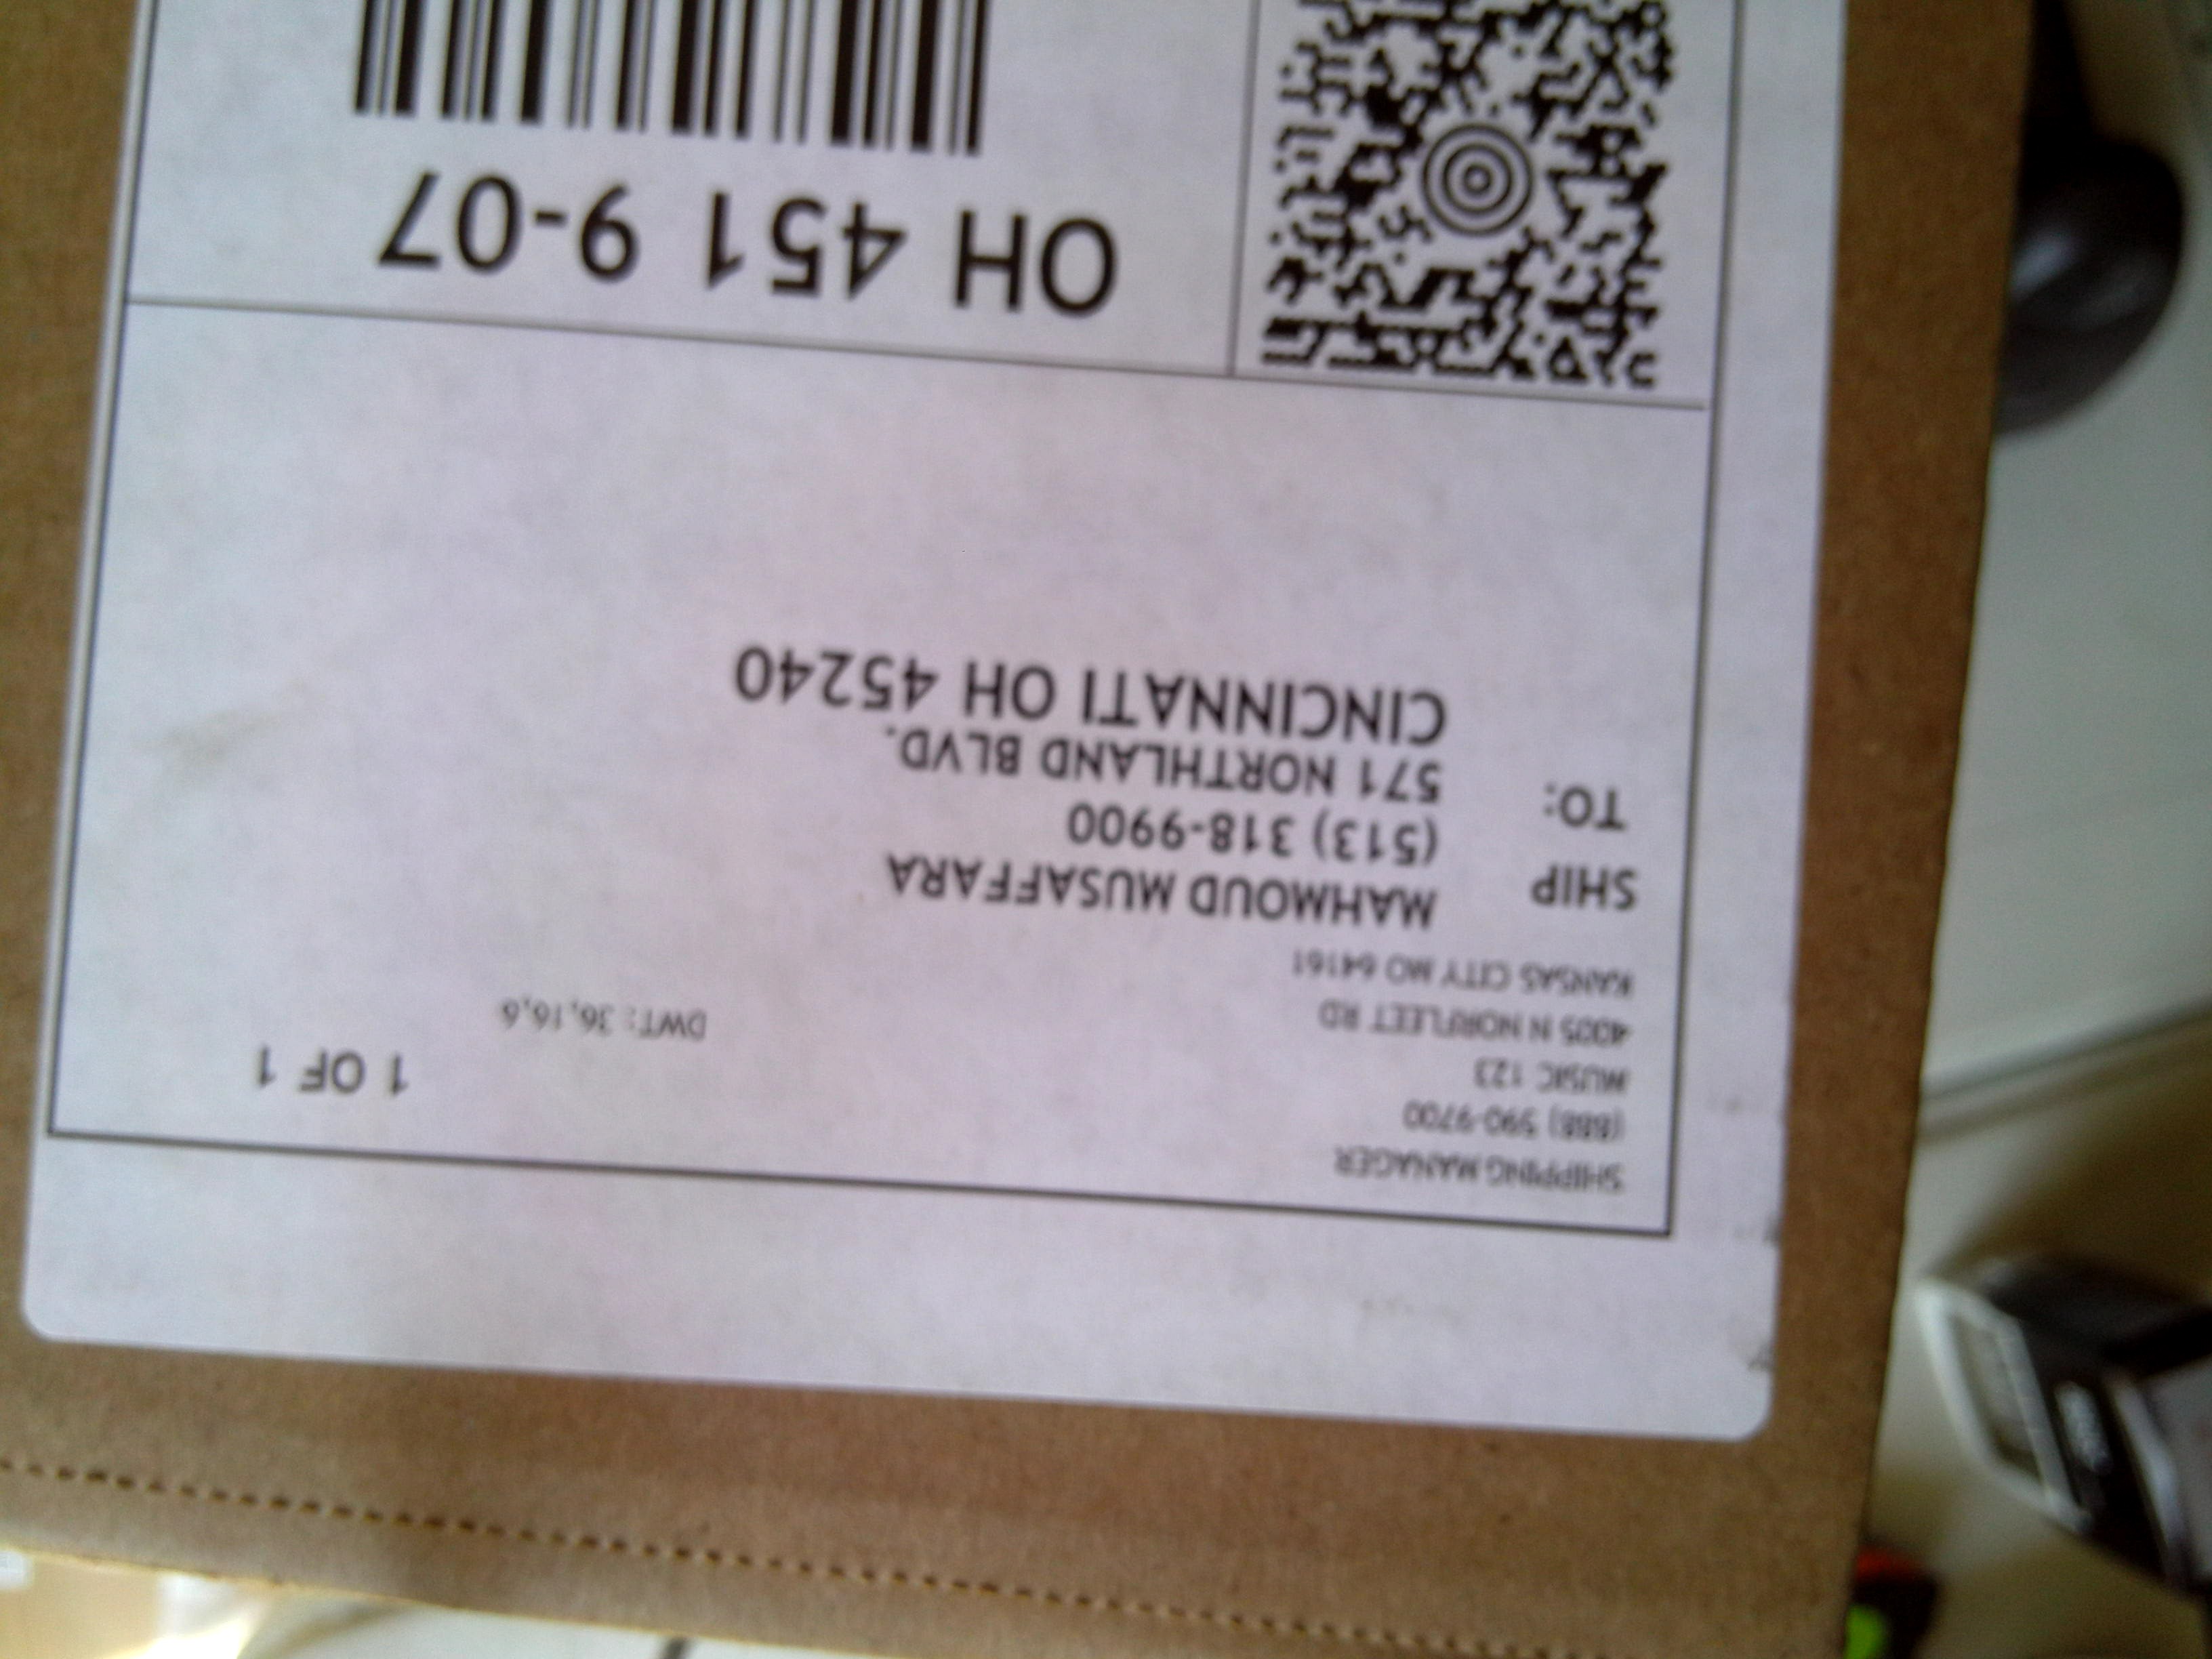 SHIPPING MANAGER
(888) 590-9700
MUSIC 123
4005 N NORFLEET RD
KANSAS CITY MO 64161
1 OF 1
DWT: 36,16,6
SHIP
TO:
MAHMOUD MUSAFFARA
(513) 318-9900
571 NORTHLAND BLVD.
CINCINNATI OH 45240
OH 451 9-07